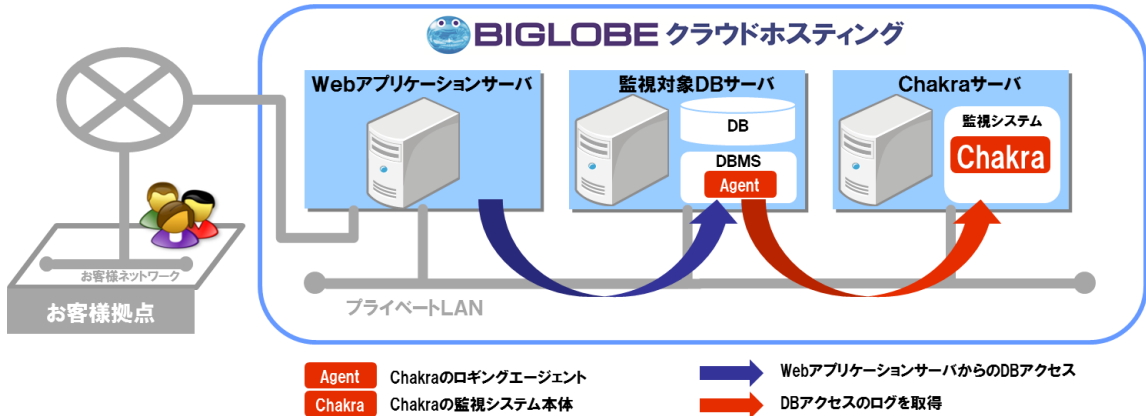 BIGLOBE クラウドホスティング
Webアプリケーションサーバ
監視対象DBサーバ
Chakraサーバ
DB
監視システム
Chakra
DBMS
Agent
お客様ネットワーク
お客様拠点
プライベートLAN
Agent Chakraのロギングエージェント
WebアプリケーションサーバからのDBアクセス
Chakra Chakraの監視システム本体
DBアクセスのログを取得